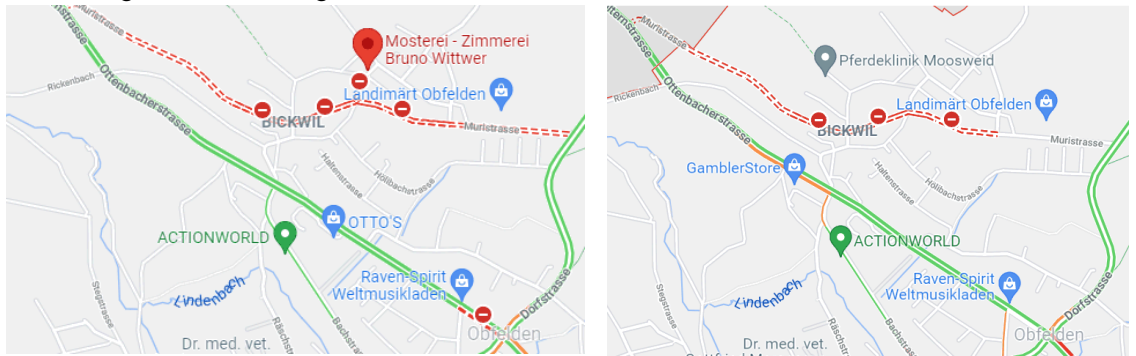 Muristrasse
Mosterei - Zimmerei
Bruno Wittwer
Rickenbach
Ottenbacherstrasse
Landimärt Obfelden
BICKWIL
Muristrasse
Haltenstrasse
Höllbachstrasse
OTTO'S
ACTIONWORLD
Raven-Spirit
Weltmusikladen
Lindenbach
Stegstrasse
Bachstrasse
Dorfstrasse
Obfelden
Dr. med. vet.
Muristrasse
Pferdeklinik Moosweid
Rickenbach
Ottenbacherstrasse
Landimärt Obfelden
BICKWIL
Muristrasse
GamblerStore
Haltenstrasse
Höllbachstrasse
ACTIONWORLD
Raven-Spirit
Weltmusikladen
Lindenbach
Stegstrasse
Bachstrasse
Dorfstrasse
Obfelden
Dr. med. vet.